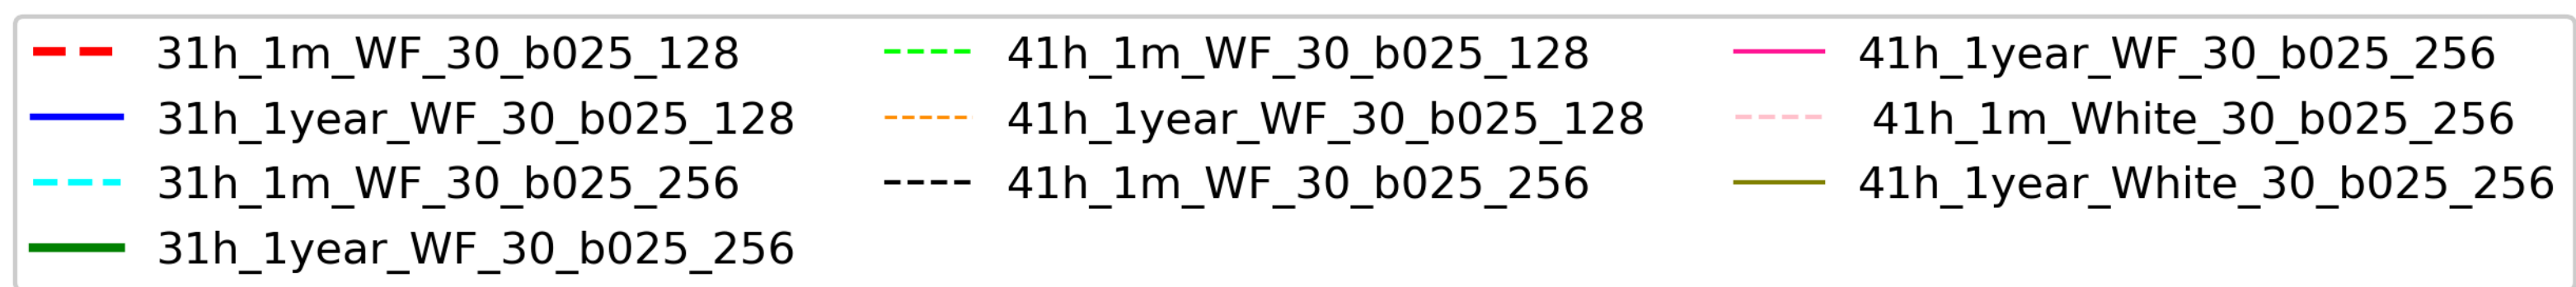 31h_1m_WF_30_b025_128
31h_1year_WF_30_b025_128
31h_1m_WF_30_b025_256
31h_1year_WF_30_b025_256
41h_1m_WF_30_b025_128
41h_1year_WF_30_b025_128
41h_1m_WF_30_b025_256
41h_1year_WF_30_b025_256
41h_1m_White_30_b025_256
41h_1year_White_30_b025_256